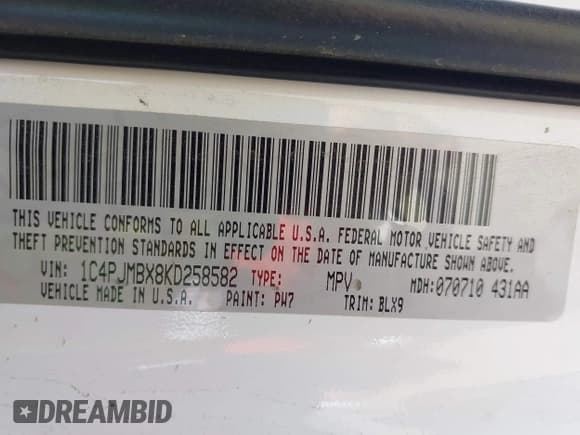 THIS VEHICLE CONFORMS TO ALL APPLICABLE U.S.A. FEDERAL MOTOR VEHICLE SAFETY AND
THEFT PREVENTION STANDARDS IN EFFECT ON THE DATE OF MANUFACTURE SHOWN ABOVE.
VIN: 1C4PJMBX8KD258582 TYPE: MPV MDH:070710 431AA
VEHICLE MADE IN U.S.A. PAINT: PW7 TRIM: BLX9
DREAMBID